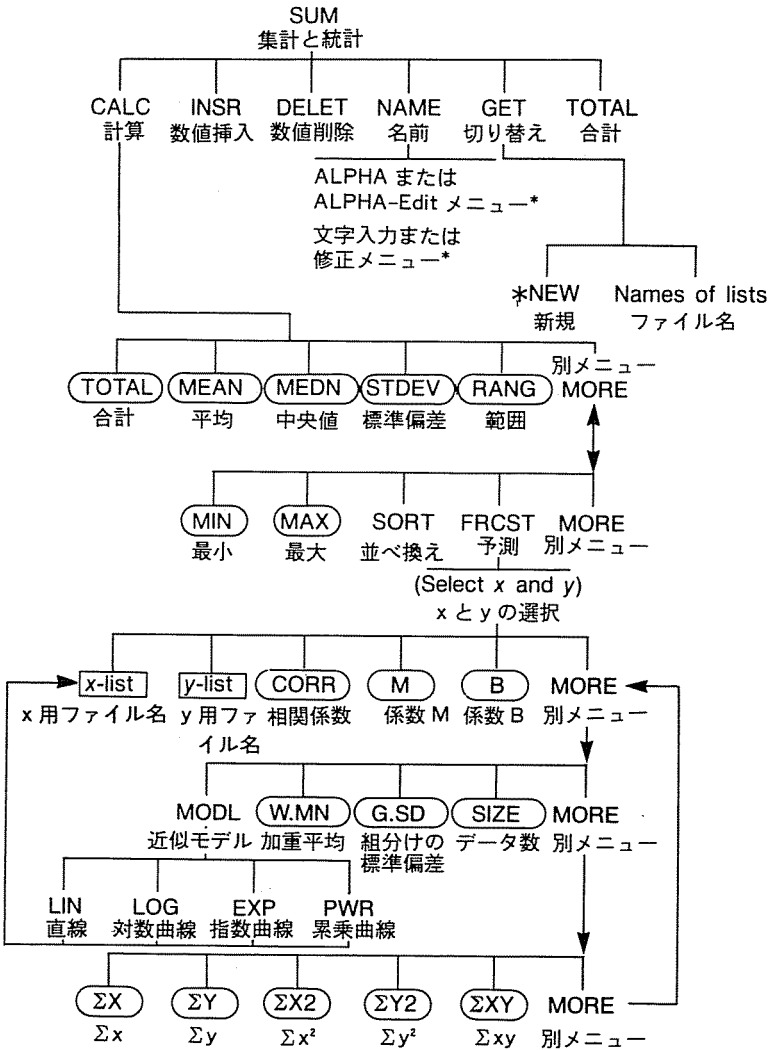 SUM
集計と統計
CALC INSR DELET NAME GET TOTAL
計算 数値挿入 数値削除 名前 切り替え 合計
ALPHA または
ALPHA-Edit メニュー*
文字入力または
修正メニュー*
*NEW Names of lists
新規 ファイル名
別メニュー
TOTAL MEAN MEDN STDEV RANG MORE
合計 平均 中央値 標準偏差 範囲
MIN MAX SORT FRCST MORE
最小 最大 並べ換え 予測 別メニュー
(Select x and y)
xとyの選択
x-list y-list CORR M B MORE
x用ファイル名 y用ファ 相関係数 係数M 係数B 別メニュー
イル名
MODL W.MN G.SD SIZE MORE
近似モデル 加重平均 組分けの データ数 別メニュー
標準偏差
LIN LOG EXP PWR
直線 対数曲線 指数曲線 累乗曲線
ΣX ΣY ΣX2 ΣY2 ΣXY MORE
Σx Σy Σx² Σy² Σxy 別メニュー